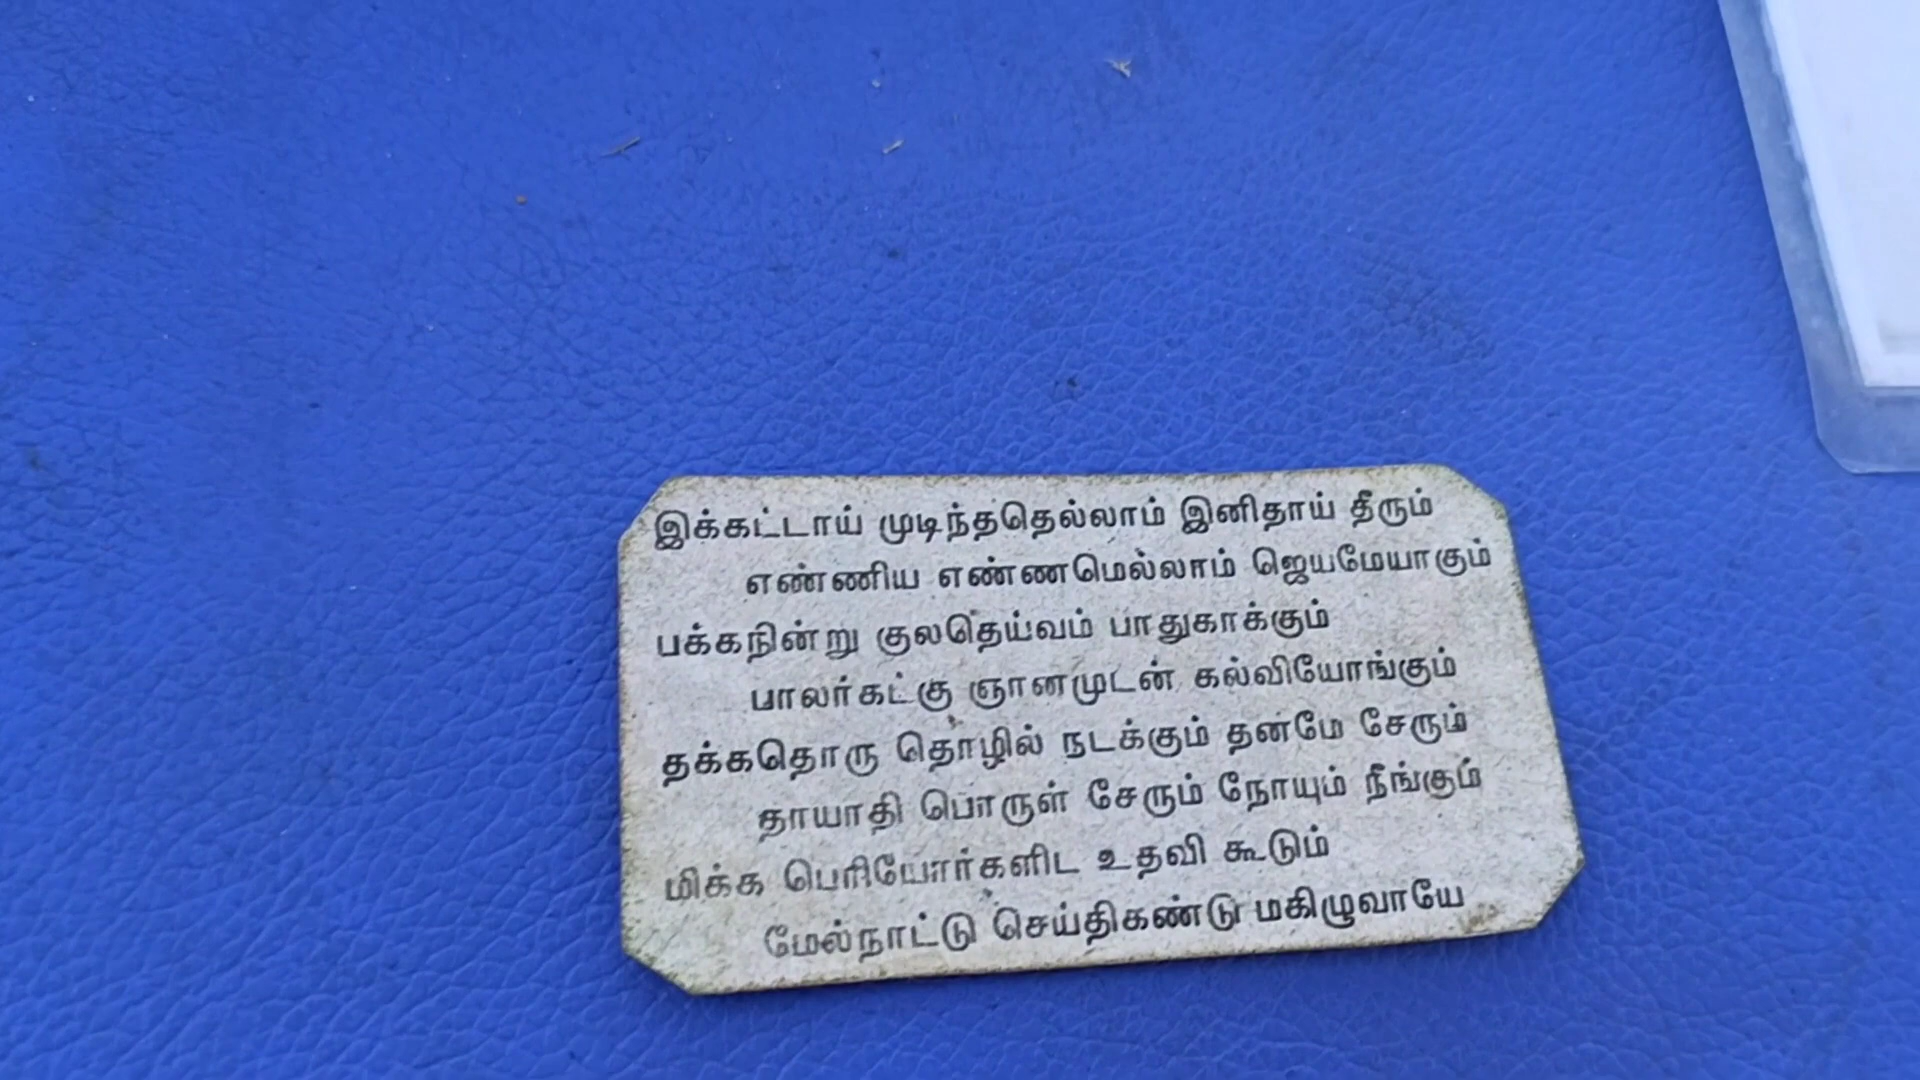 இக்கட்டாய் முடிந்ததெல்லாம் இனிதாய் தீரும்
எண்ணிய எண்ணமெல்லாம் ஜெயமேயாகும்
பக்கநின்று குலதெய்வம் பாதுகாக்கும்
பாலர்கட்கு ஞானமுடன் கல்வியோங்கும்
தக்கதொரு தொழில் நடக்கும் தனமே சேரும்
தாயாதி பொருள் சேரும் நோயும் நீங்கும்
மிக்க பெரியோர்களிட உதவி கூடும்
மேல்நாட்டு செய்திகண்டு மகிழுவாயே